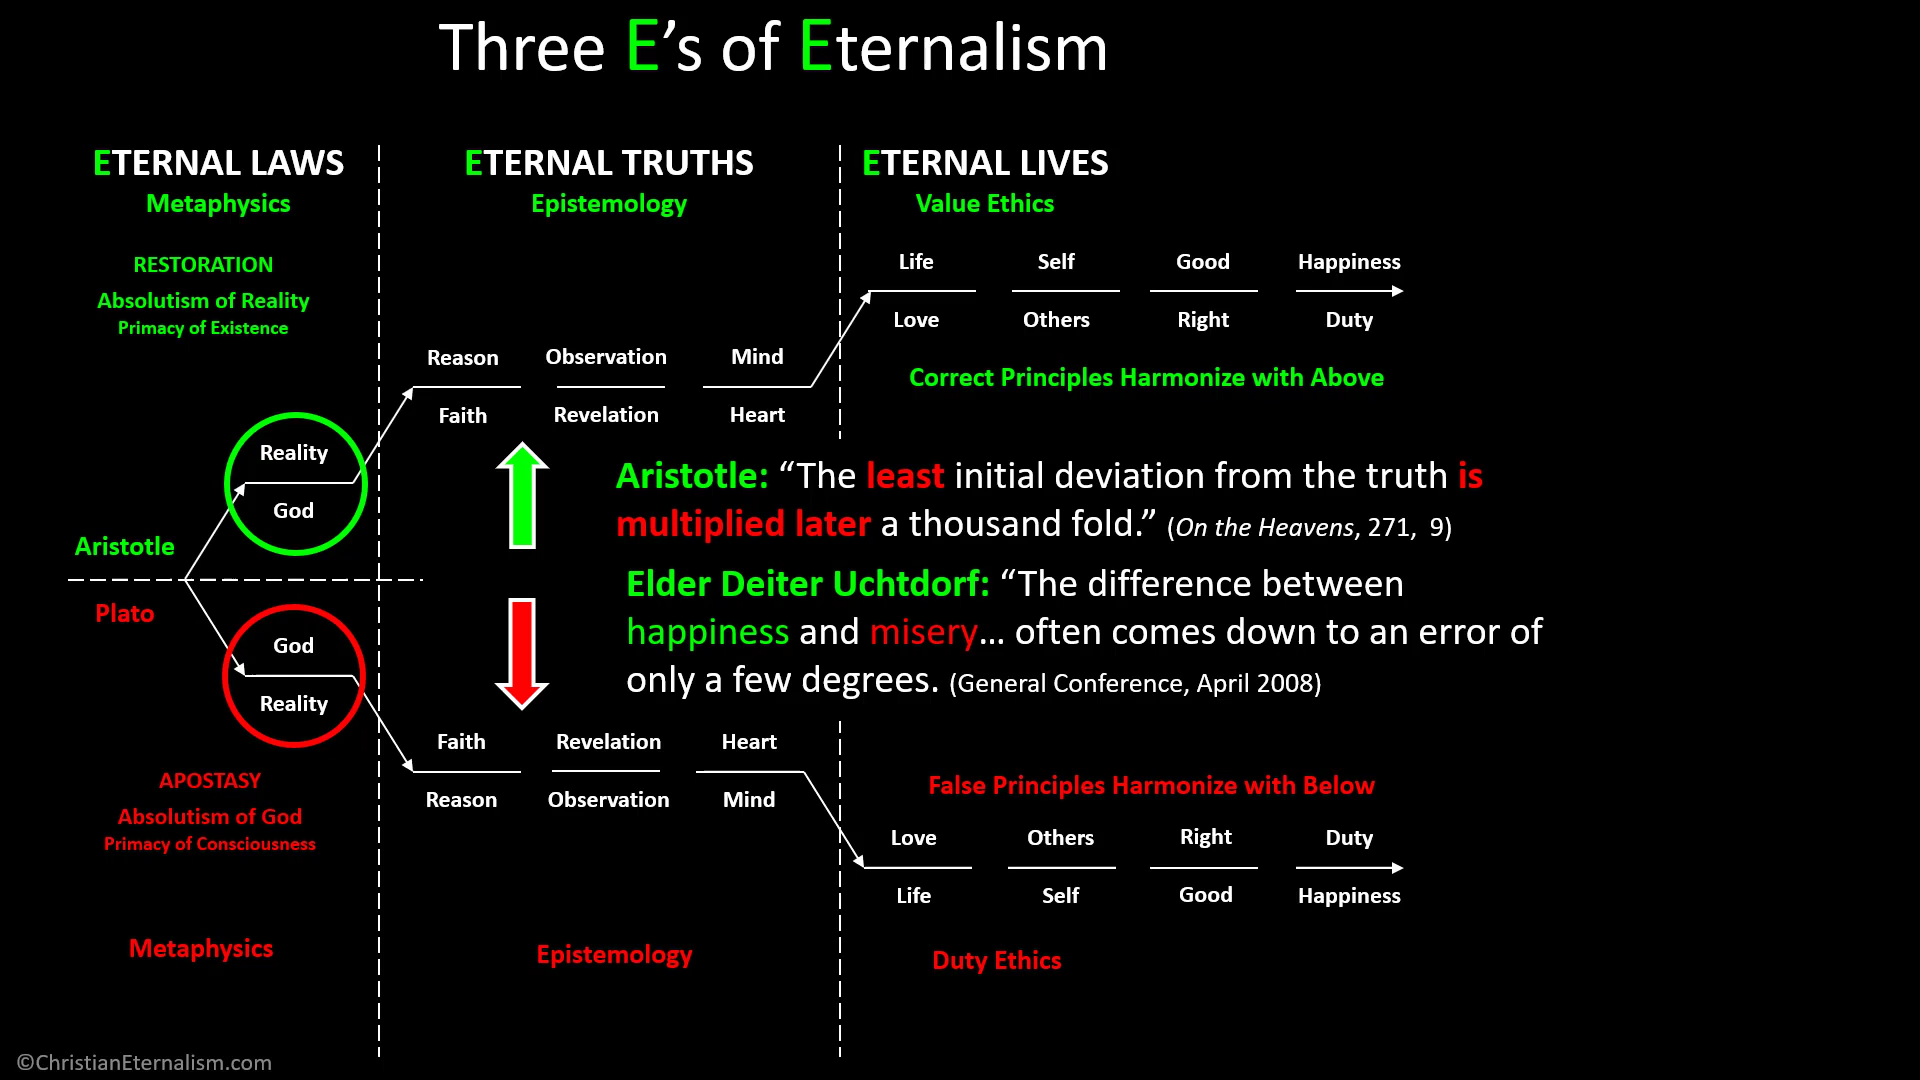 Three E’s of Eternalism
ETERNAL LAWS
Metaphysics
RESTORATION
Absolutism of Reality
Primacy of Existence
Reality
God
Aristotle
Plato
God
Reality
APOSTASY
Absolutism of God
Primacy of Consciousness
Metaphysics
ETERNAL TRUTHS
Epistemology
Reason Observation Mind
Faith Revelation Heart
ETERNAL LIVES
Value Ethics
Life Self Good Happiness
Love Others Right Duty
Correct Principles Harmonize with Above
Aristotle: “The least initial deviation from the truth is
multiplied later a thousand fold.” (On the Heavens, 271, 9)
Elder Deiter Uchtdorf: “The difference between
happiness and misery… often comes down to an error of
only a few degrees. (General Conference, April 2008)
Faith Revelation Heart
Reason Observation Mind
Epistemology
False Principles Harmonize with Below
Love Others Right Duty
Life Self Good Happiness
Duty Ethics
©ChristianEternalism.com